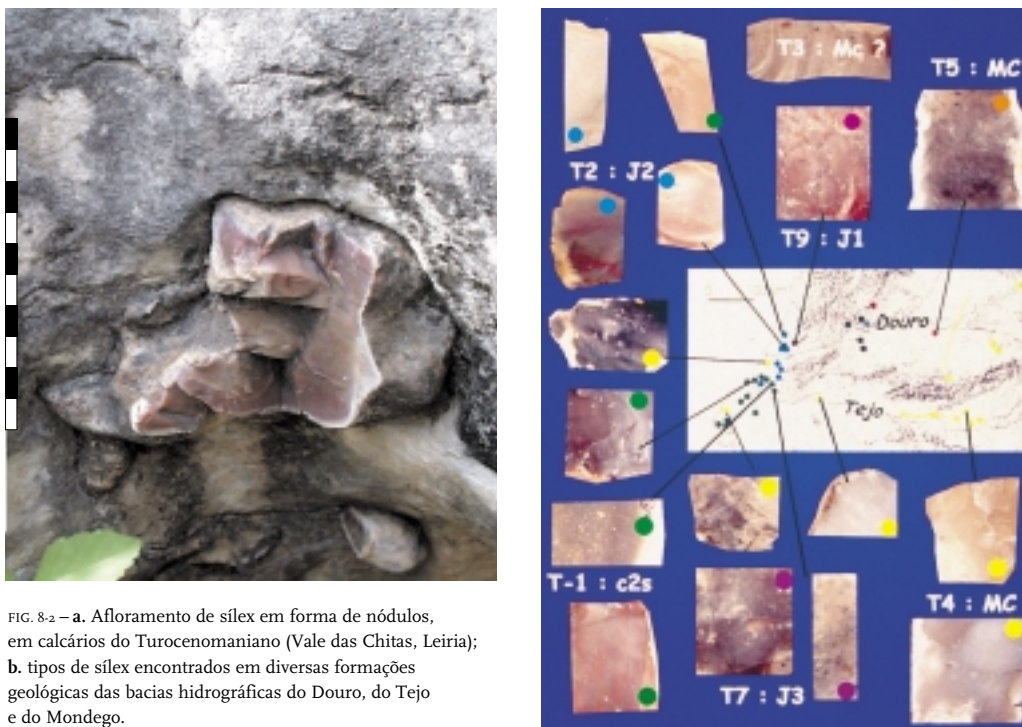 FIG. 8-2 – a. Afloramento de sílex em forma de nódulos,
em calcários do Turocenomaniano (Vale das Chitas, Leiria);
b. tipos de sílex encontrados em diversas formações
geológicas das bacias hidrográficas do Douro, do Tejo
e do Mondego.
T3 : Mc ?
T5 : MC
T2 : J2
T9 : J1
Douro
Tejo
T-1 : c2s
T4 : MC
T7 : J3